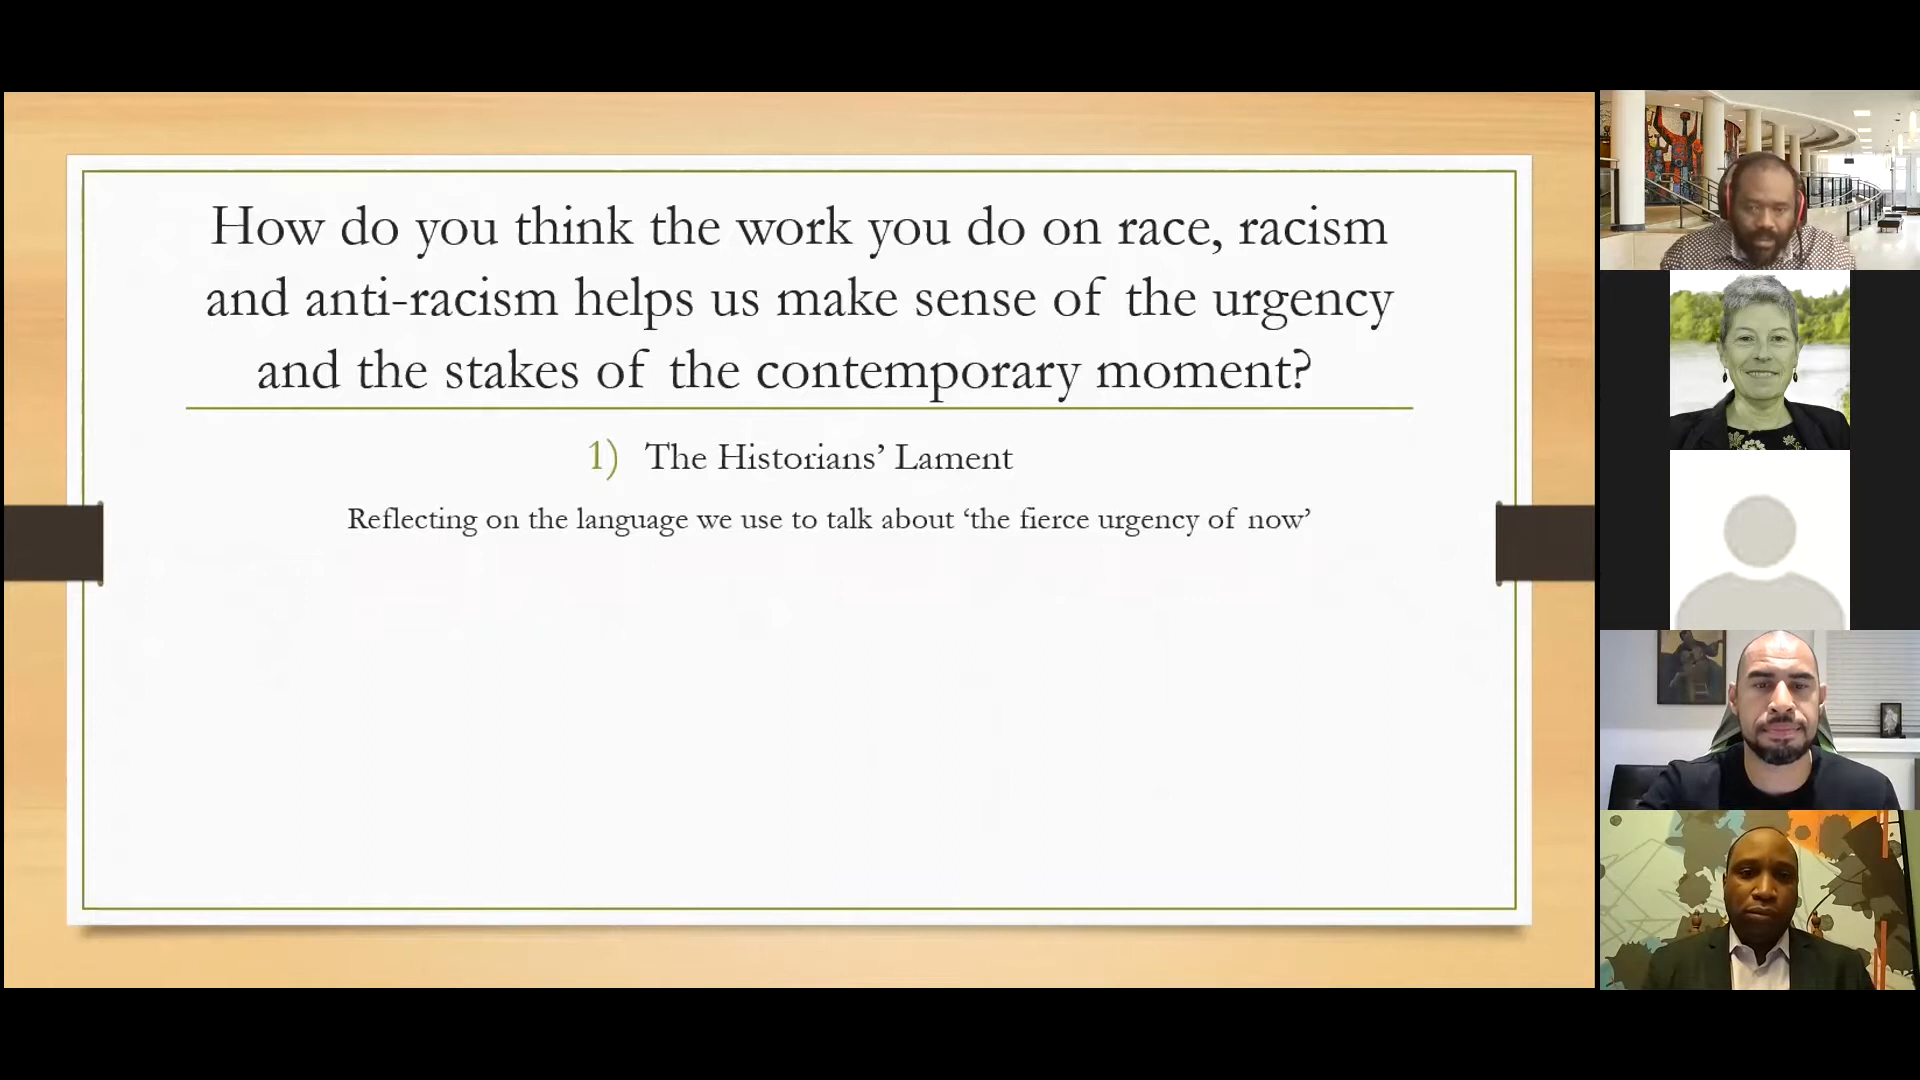 How do you think the work you do on race, racism
and anti-racism helps us make sense of the urgency
and the stakes of the contemporary moment?
1) The Historians’ Lament
Reflecting on the language we use to talk about ‘the fierce urgency of now’